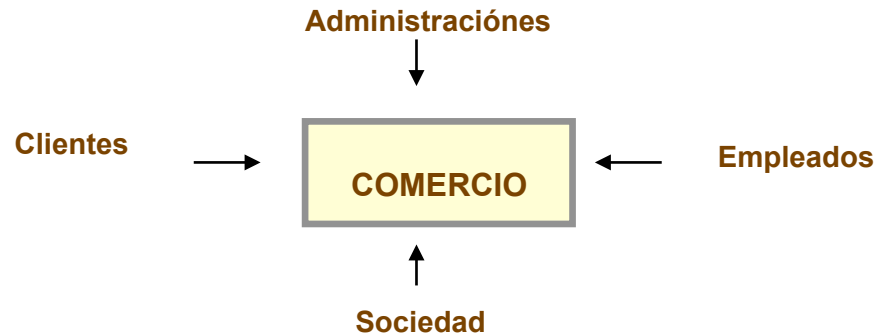 Administraciónes
Clientes
COMERCIO
Empleados
Sociedad